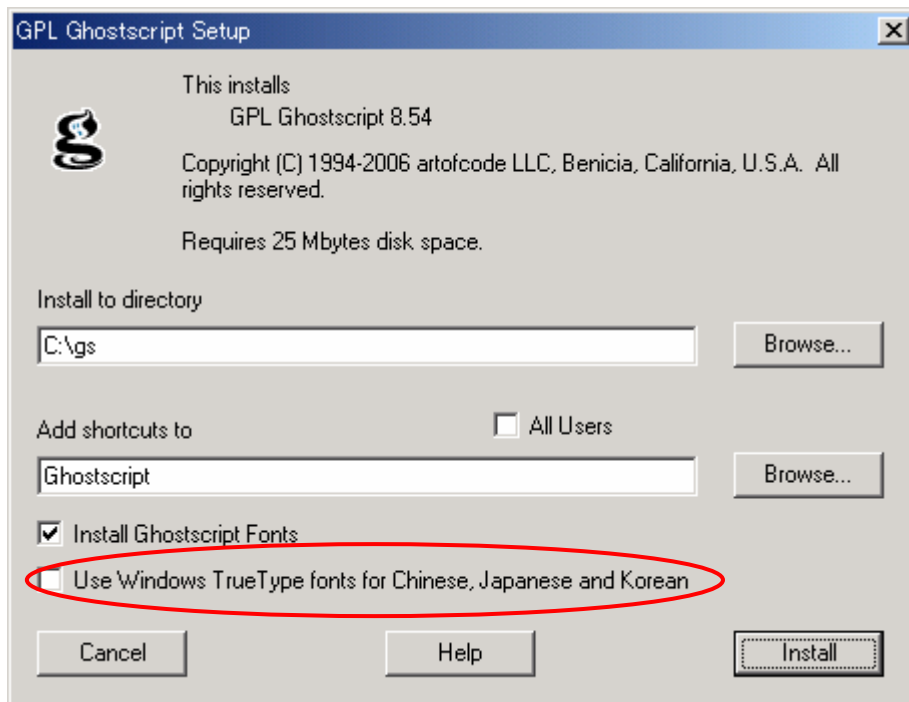 GPL Ghostscript Setup
This installs
GPL Ghostscript 8.54
Copyright (C) 1994-2006 artofcode LLC, Benicia, California, U.S.A. All
rights reserved.
Requires 25 Mbytes disk space.
Install to directory
C:\gs
Browse...
Add shortcuts to
All Users
Ghostscript
Browse...
Install Ghostscript Fonts
Use Windows TrueType fonts for Chinese, Japanese and Korean
Cancel
Help
Install